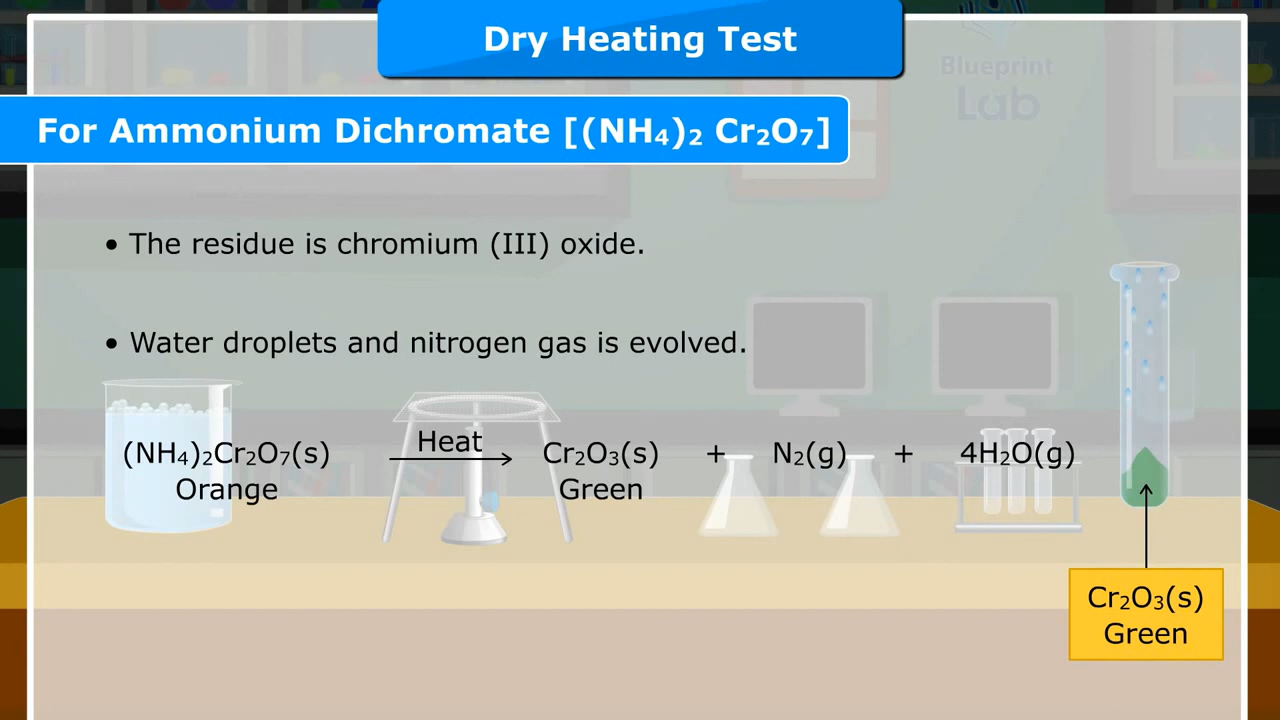 Dry Heating Test
Blueprint
Lab
For Ammonium Dichromate [(NH₄)₂ Cr₂O₇]
• The residue is chromium (III) oxide.
• Water droplets and nitrogen gas is evolved.
(NH₄)₂Cr₂O₇(s) Heat Cr₂O₃(s) + N₂(g) + 4H₂O(g)
Orange Green
Cr₂O₃(s)
Green